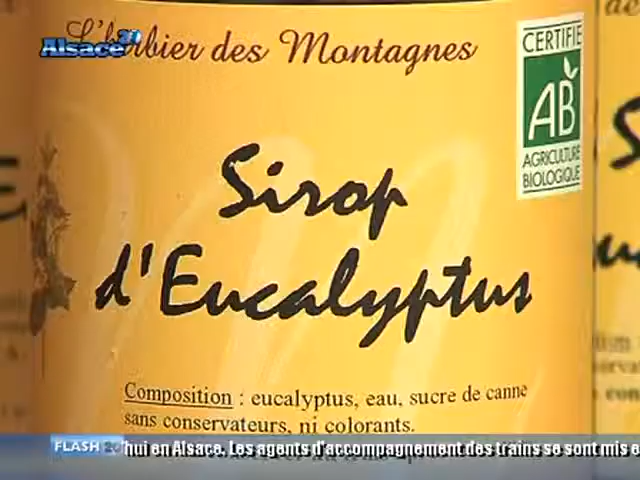 L'herbier des Montagnes
Alsace20
CERTIFIÉ
AB
AGRICULTURE
BIOLOGIQUE
Sirop
d'Eucalyptus
Composition : eucalyptus, eau, sucre de canne
sans conservateurs, ni colorants.
FLASH 'hui en Alsace. Les agents d'accompagnement des trains se sont mis e